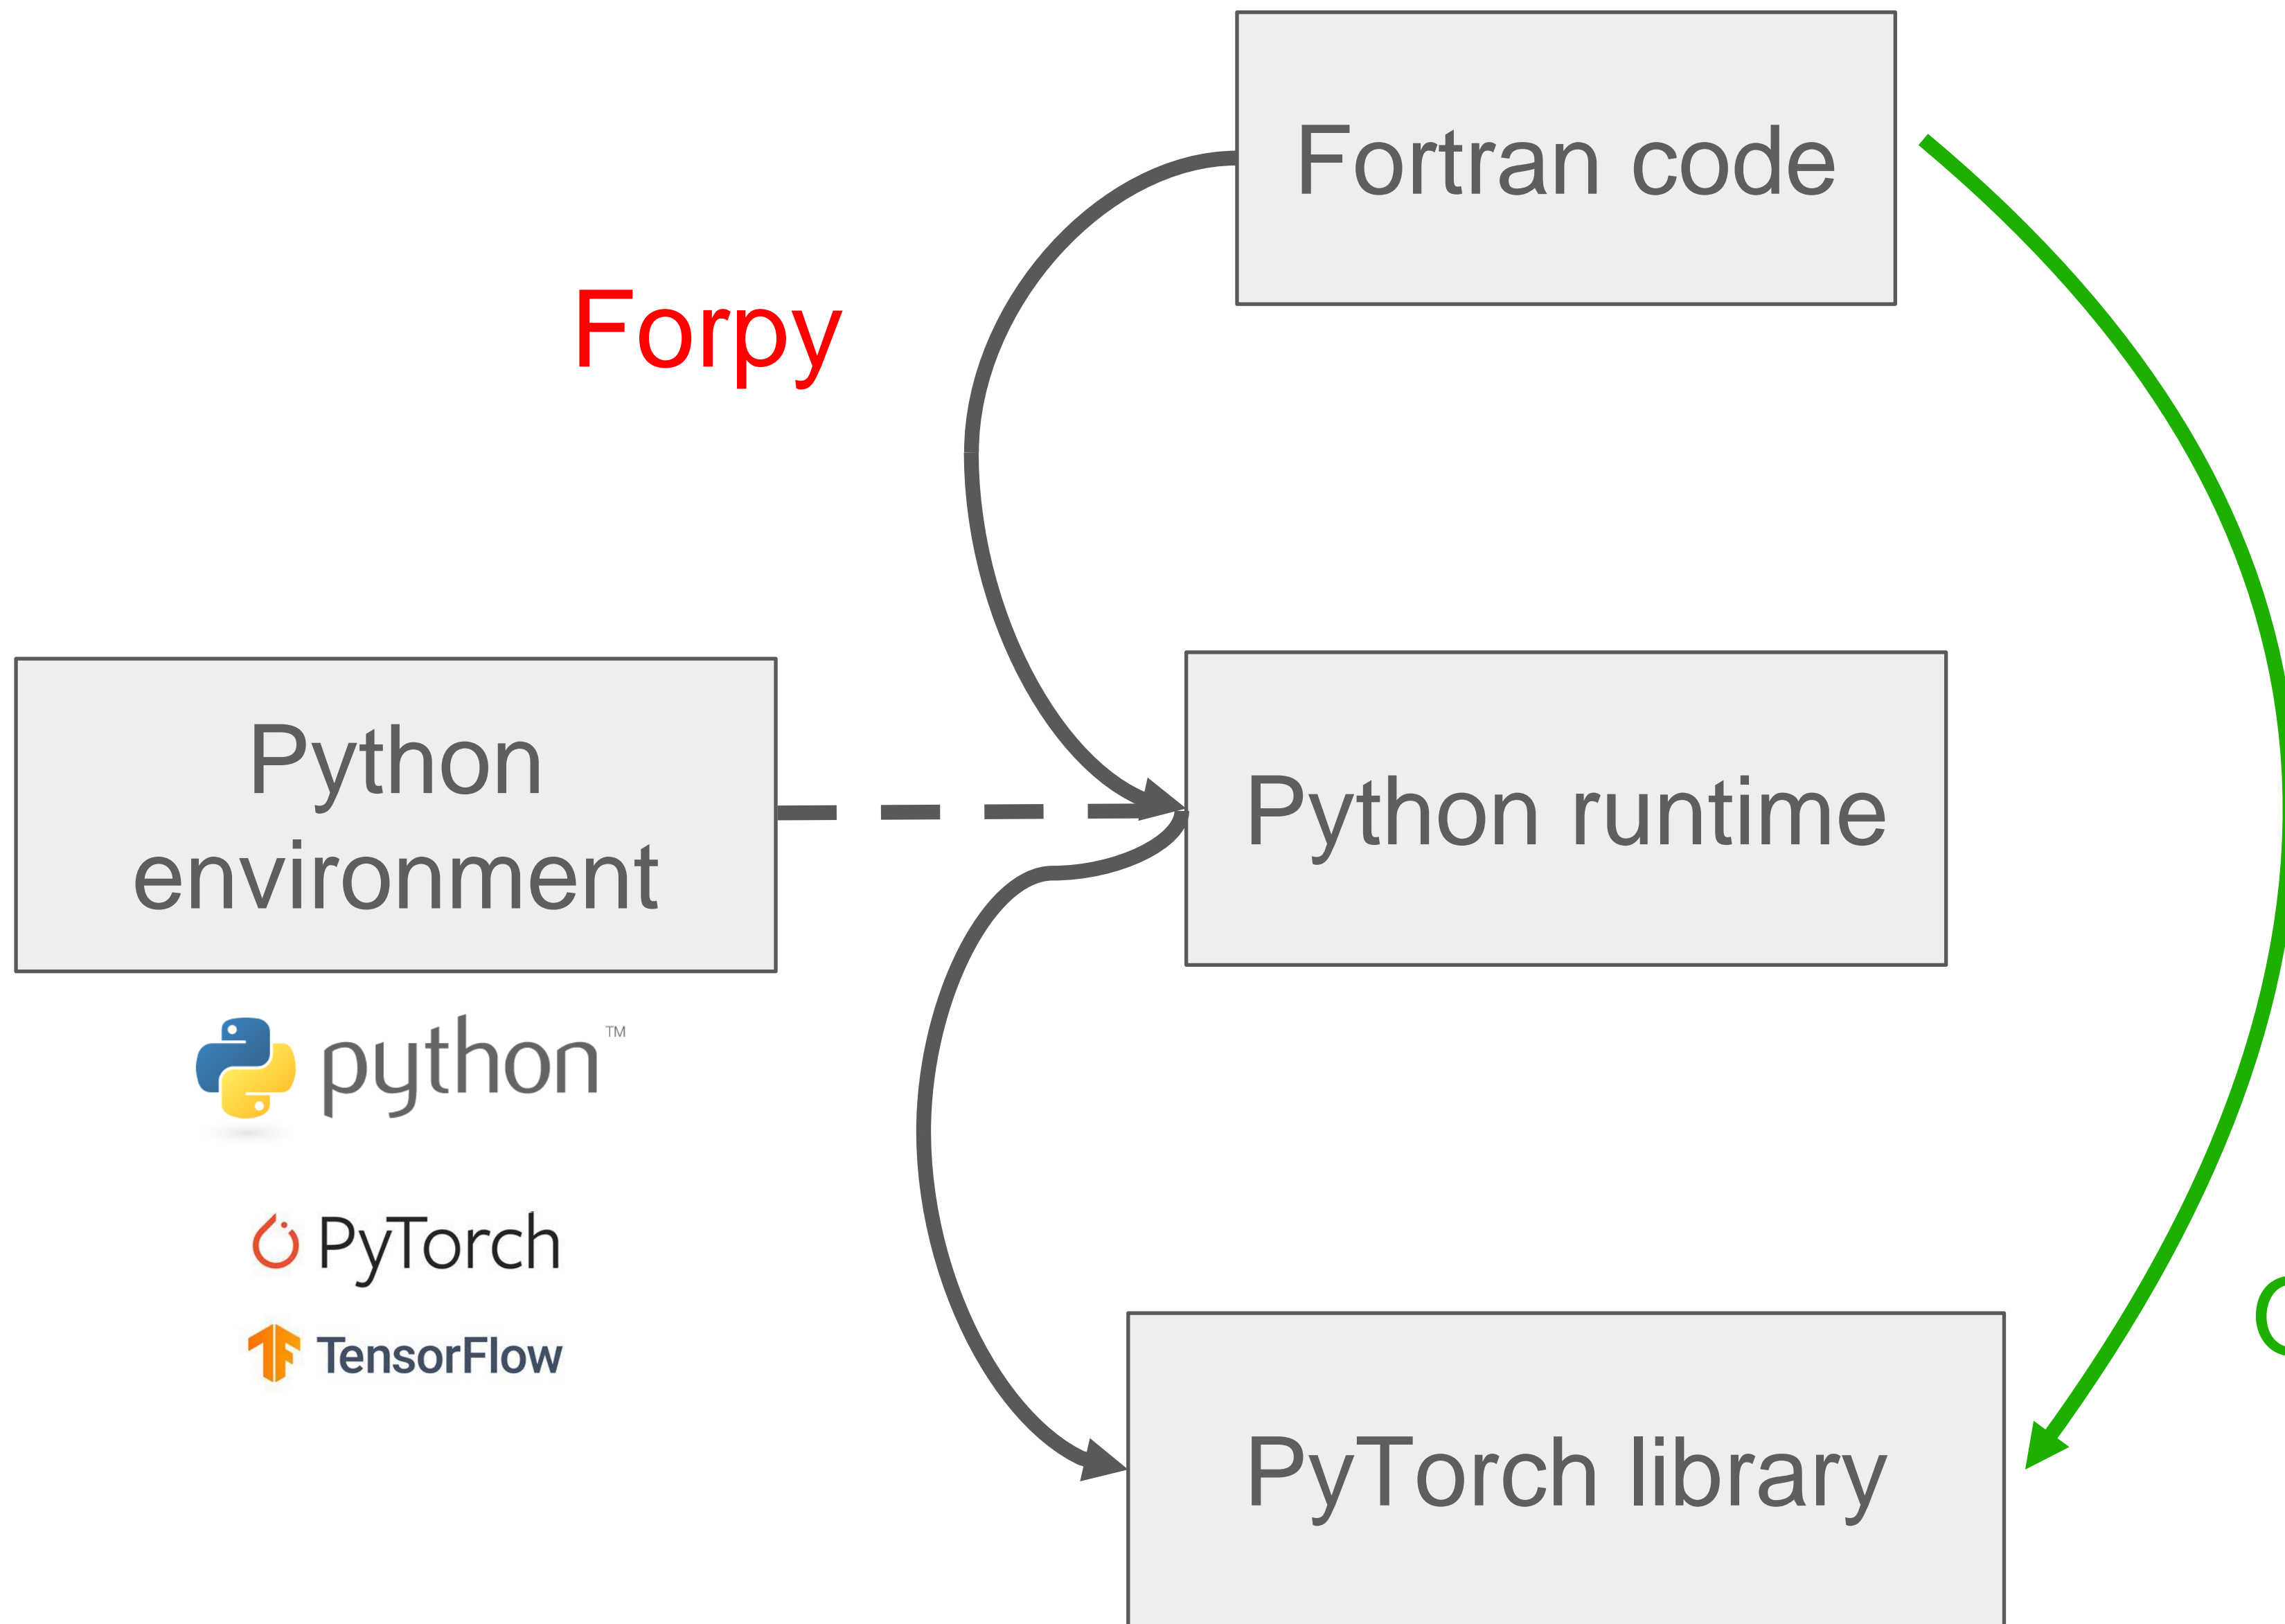 Fortran code
Forpy
Python
environment
Python runtime
python™
PyTorch
TensorFlow
PyTorch library